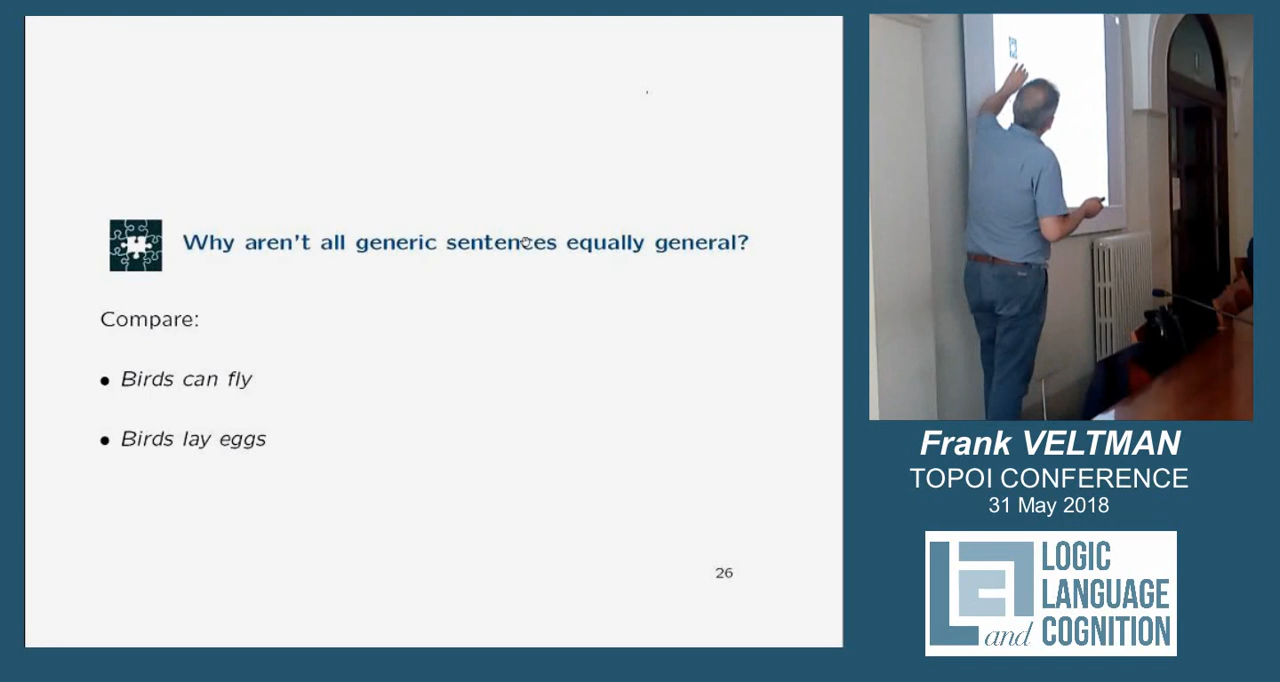 Why aren't all generic sentences equally general?
Compare:
• Birds can fly
• Birds lay eggs
26
Frank VELTMAN
TOPOI CONFERENCE
31 May 2018
LOGIC
LANGUAGE
and COGNITION